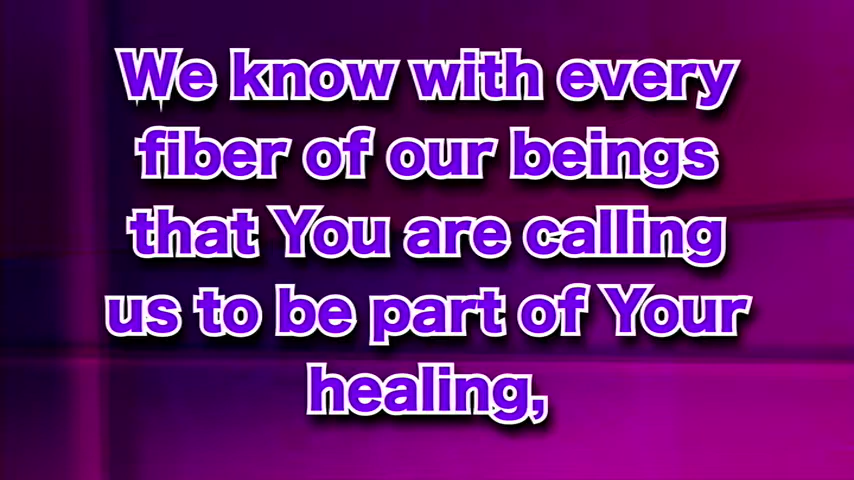 We know with every
fiber of our beings
that You are calling
us to be part of Your
healing,